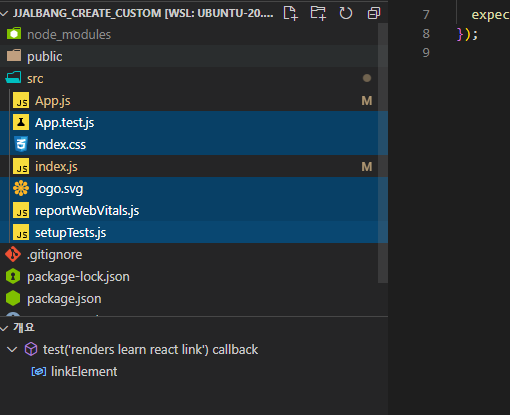 JJALBANG_CREATE_CUSTOM [WSL: UBUNTU-20....
node_modules
public
src
JS App.js M
App.test.js
index.css
JS index.js M
logo.svg
JS reportWebVitals.js
JS setupTests.js
.gitignore
package-lock.json
package.json
개요
test('renders learn react link') callback
linkElement
7 expec
8 });
9